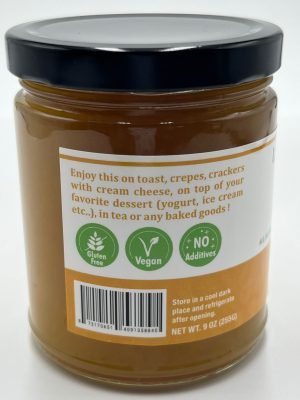 Enjoy this on toast, crepes, crackers
with cream cheese, on top of your
favorite dessert (yogurt, ice cream
etc..), in tea or any baked goods !
Gluten
Free
Vegan
NO
Additives
Store in a cool dark
place and refrigerate
after opening.
NET WT. 9 OZ (255G)